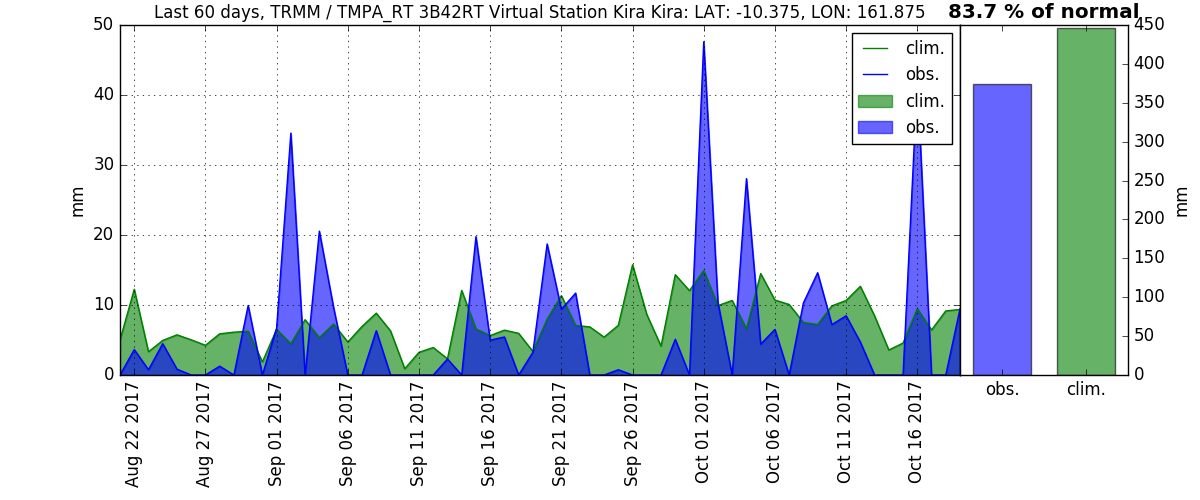 Last 60 days, TRMM / TMPA_RT 3B42RT Virtual Station Kira Kira: LAT: -10.375, LON: 161.875
83.7 % of normal
50
40
30
20
10
0
mm
clim.
obs.
clim.
obs.
450
400
350
300
250
200
150
100
50
0
mm
Aug 22 2017
Aug 27 2017
Sep 01 2017
Sep 06 2017
Sep 11 2017
Sep 16 2017
Sep 21 2017
Sep 26 2017
Oct 01 2017
Oct 06 2017
Oct 11 2017
Oct 16 2017
obs.
clim.